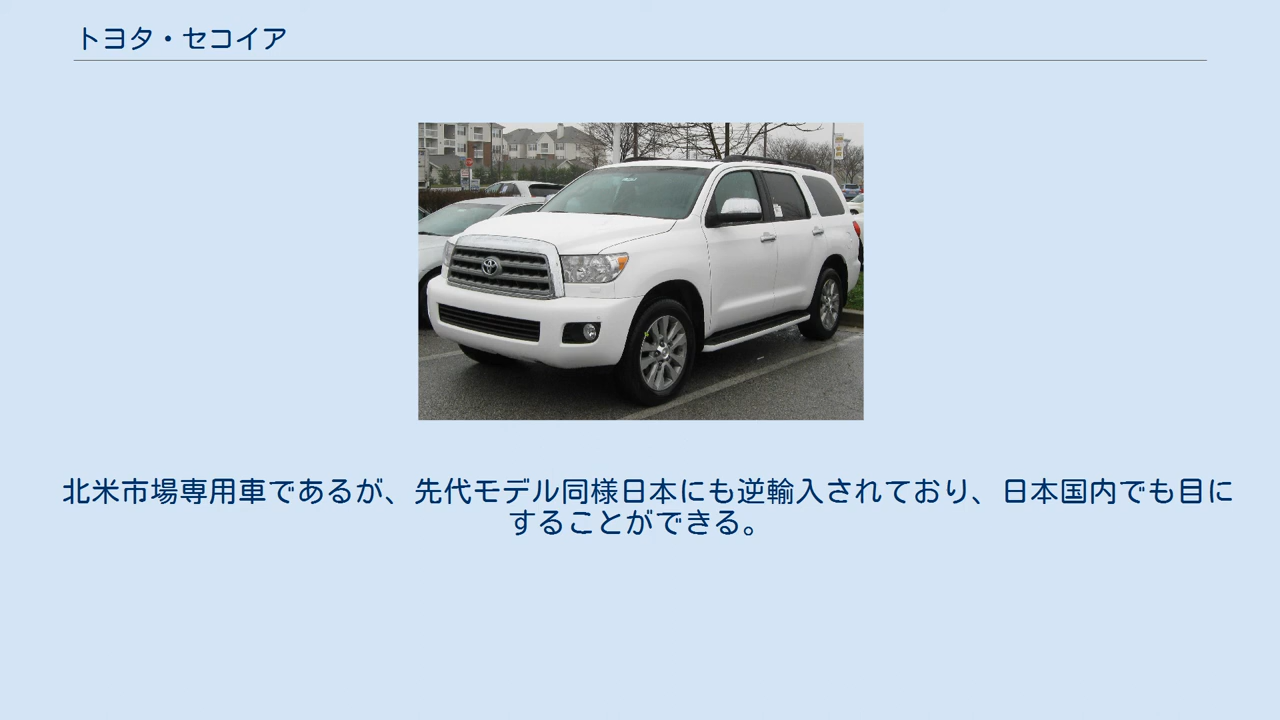 トヨタ・セコイア
北米市場専用車であるが、先代モデル同様日本にも逆輸入されており、日本国内でも目に
することができる。